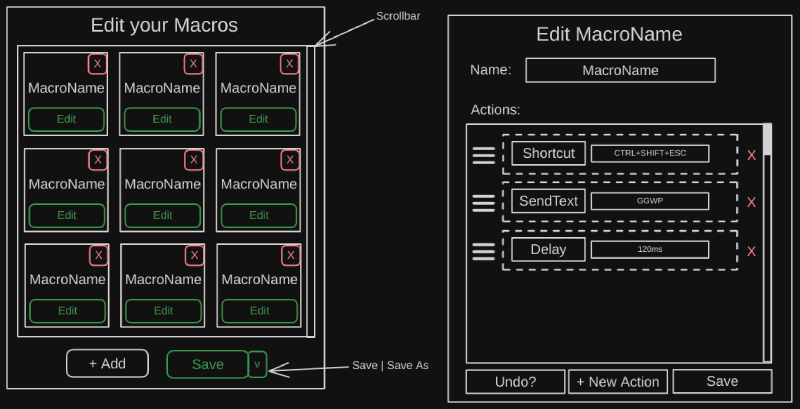 Edit your Macros
Scrollbar
X X X
MacroName MacroName MacroName
Edit Edit Edit
X X X
MacroName MacroName MacroName
Edit Edit Edit
X X X
MacroName MacroName MacroName
Edit Edit Edit
+ Add Save v
Save | Save As
Edit MacroName
Name: MacroName
Actions:
Shortcut CTRL+SHIFT+ESC X
SendText GGWP X
Delay 120ms X
Undo? + New Action Save